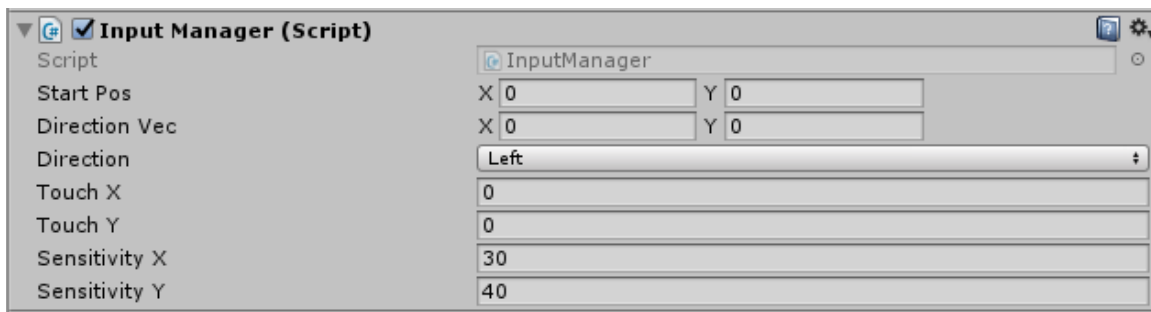 Input Manager (Script)
Script InputManager
Start Pos X 0 Y 0
Direction Vec X 0 Y 0
Direction Left
Touch X 0
Touch Y 0
Sensitivity X 30
Sensitivity Y 40